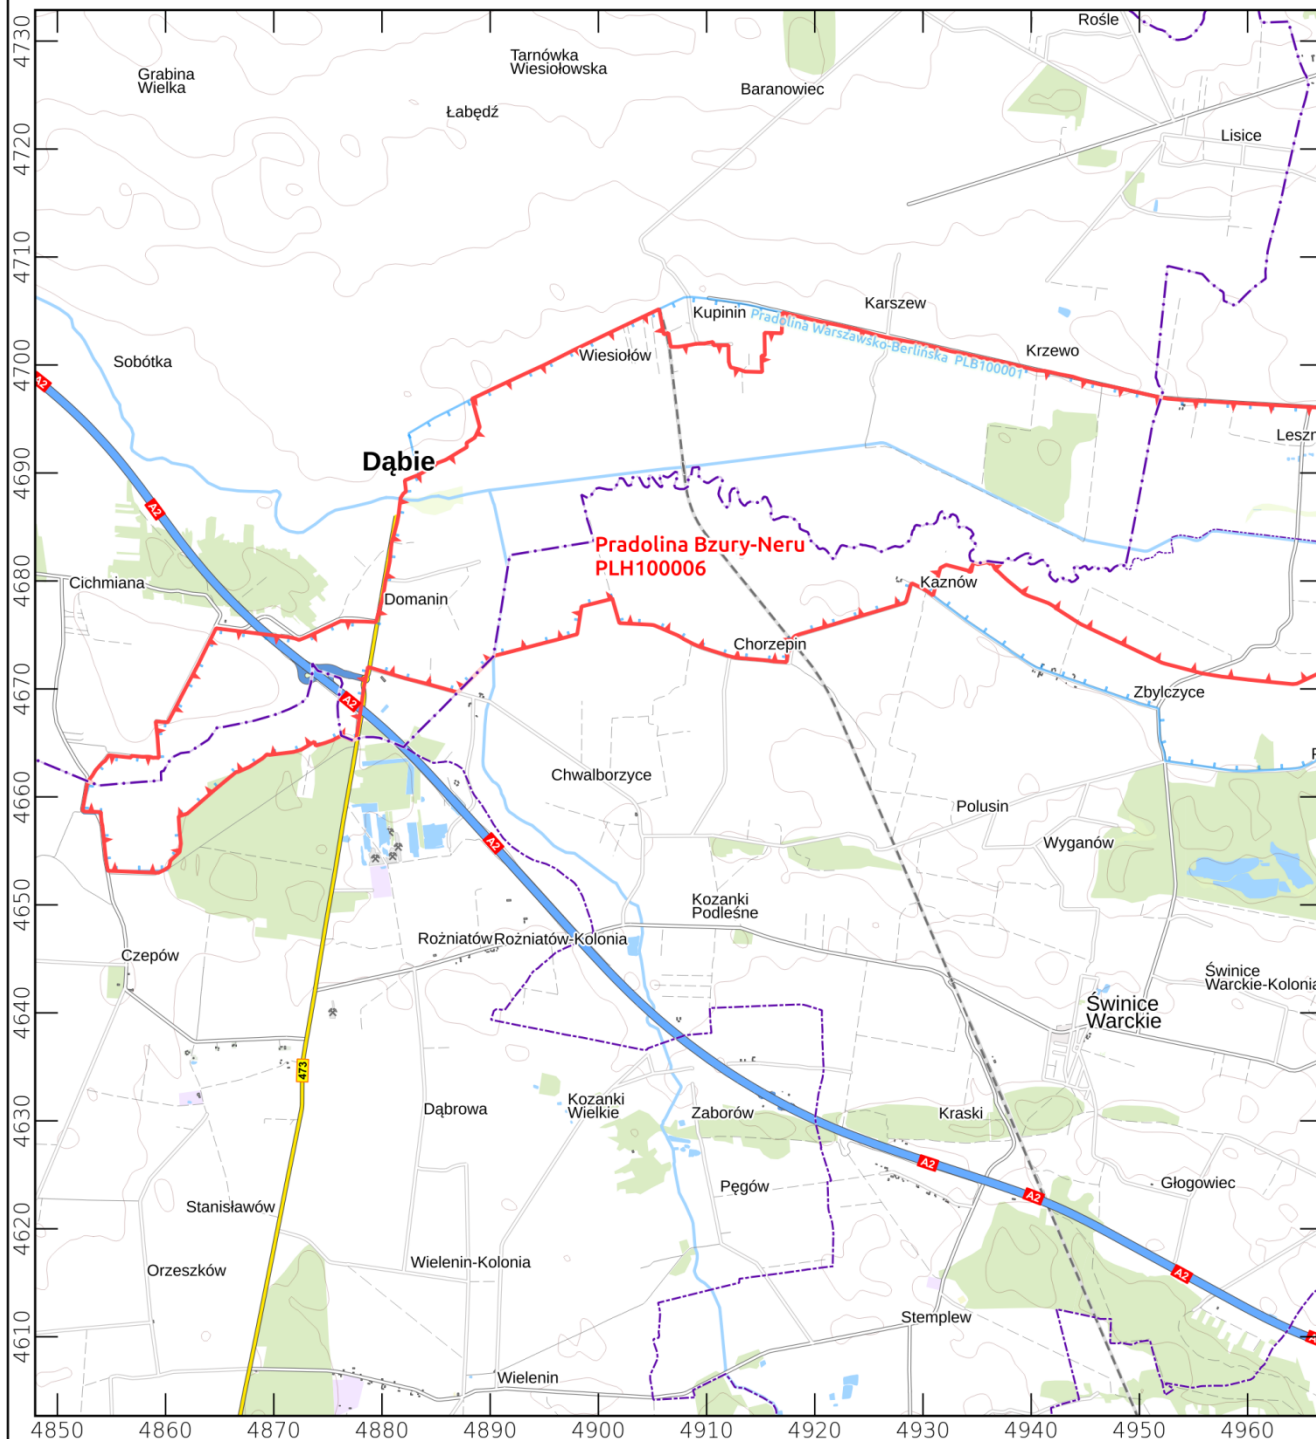 4730
4720
4710
4700
4690
4680
4670
4660
4650
4640
4630
4620
4610
Rośle
Tarnówka
Wiesiołowska
Grabina
Wielka
Baranowiec
Łabędź
Lisice
Karszew
Kupinin
Pradolina Warszawsko-Berlińska PLB100001
Krzewo
Wiesiołów
Sobótka
A2
Dąbie
A2
Pradolina Bzury-Neru
PLH100006
Cichmiana
Kaznów
Domanin
Chorzepin
Zbylczyce
A2
Chwalborzyce
Polusin
A2
Wyganów
Kozanki
Podleśne
Rożniatów
Rożniatów-Kolonia
Czepów
Świnice
Warckie-Kolonia
Świnice
Warckie
473
Dąbrowa
Kozanki
Wielkie
Zaborów
Kraski
A2
Pęgów
Głogowiec
A2
Stanisławów
Wielenin-Kolonia
Orzeszków
A2
Stemplew
Wielenin
4850 4860 4870 4880 4890 4900 4910 4920 4930 4940 4950 4960